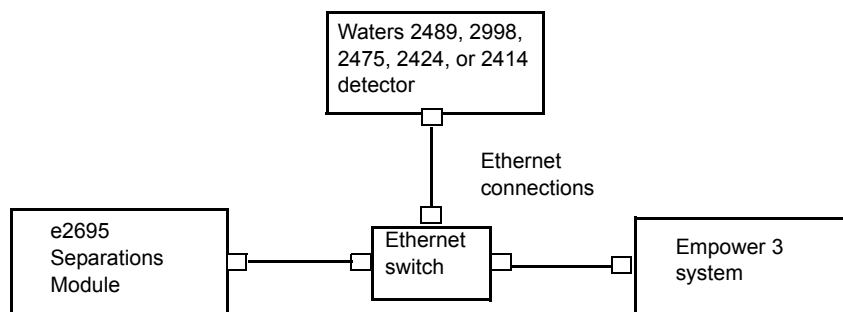 Waters 2489, 2998,
2475, 2424, or 2414
detector
Ethernet
connections
e2695
Separations
Module
Ethernet
switch
Empower 3
system